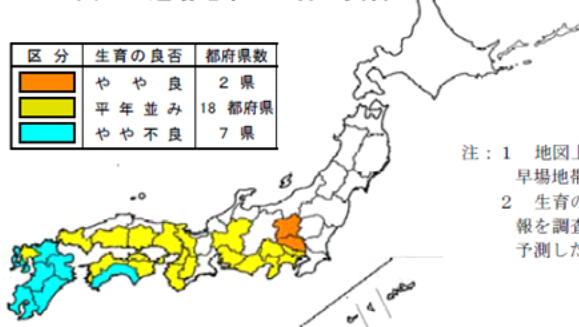 区 分 生育の良否 都府県数
や や 良 2 県
平 年 並 み 18 都府県
や や 不 良 7 県
注：1 地図上
早場地帯
2 生育の
報を調査
予測した